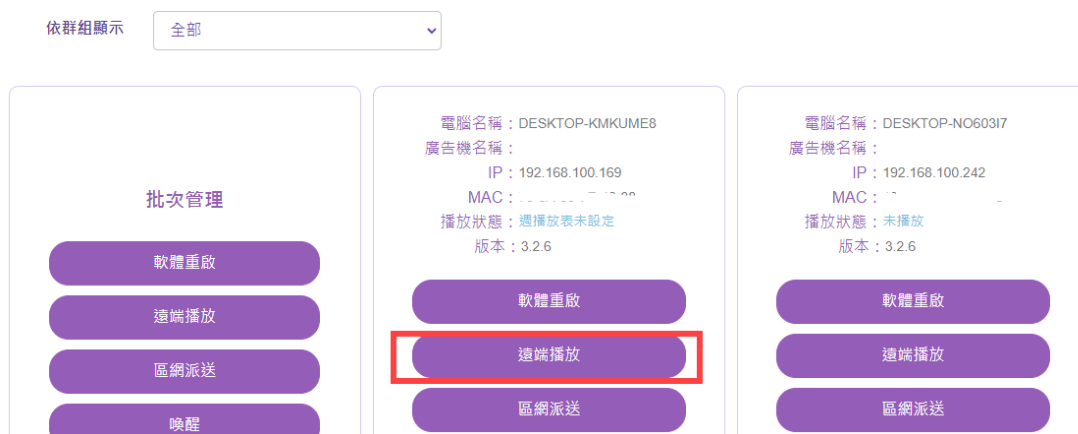 依群組顯示
全部
批次管理
軟體重啟
遠端播放
區網派送
喚醒
電腦名稱：DESKTOP-KMKUME8
廣告機名稱：
IP：192.168.100.169
MAC：
播放狀態：週播放表未設定
版本：3.2.6
軟體重啟
遠端播放
區網派送
電腦名稱：DESKTOP-NO603I7
廣告機名稱：
IP：192.168.100.242
MAC：
播放狀態：未播放
版本：3.2.6
軟體重啟
遠端播放
區網派送